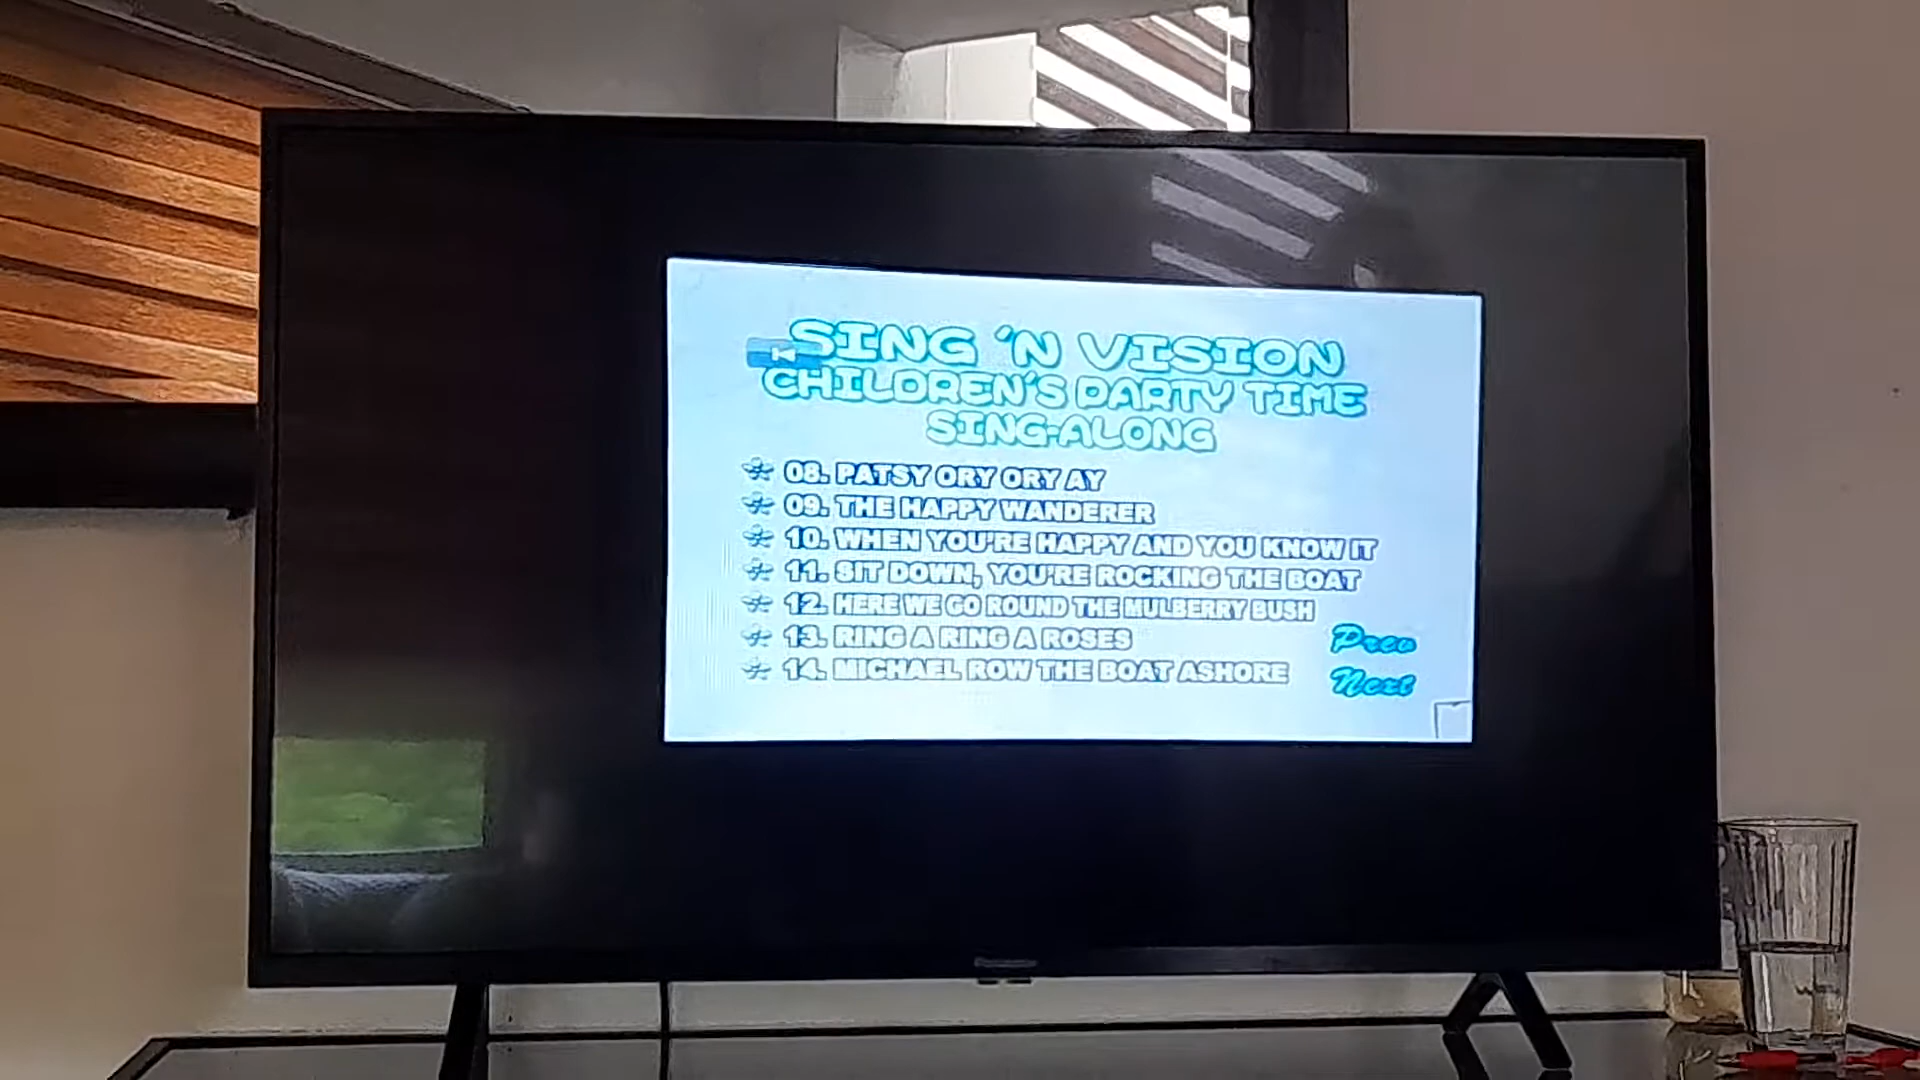 SING 'N VISION
CHILDREN'S PARTY TIME
SING-ALONG
08. PATSY ORY ORY AY
09. THE HAPPY WANDERER
10. WHEN YOU'RE HAPPY AND YOU KNOW IT
11. SIT DOWN, YOU'RE ROCKING THE BOAT
12. HERE WE GO ROUND THE MULBERRY BUSH
13. RING A RING A ROSES
14. MICHAEL ROW THE BOAT ASHORE
Prev
Next